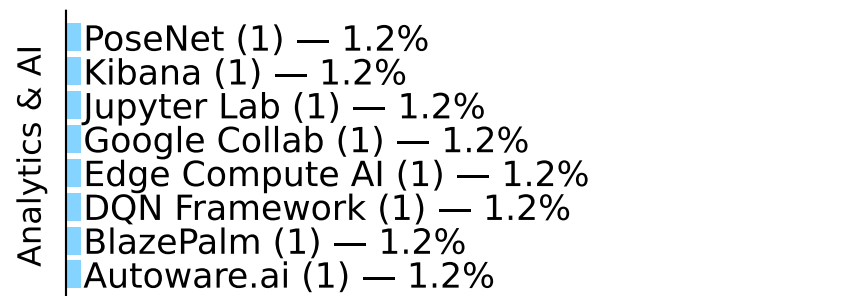 Analytics & AI
PoseNet (1) — 1.2%
Kibana (1) — 1.2%
Jupyter Lab (1) — 1.2%
Google Collab (1) — 1.2%
Edge Compute AI (1) — 1.2%
DQN Framework (1) — 1.2%
BlazePalm (1) — 1.2%
Autoware.ai (1) — 1.2%